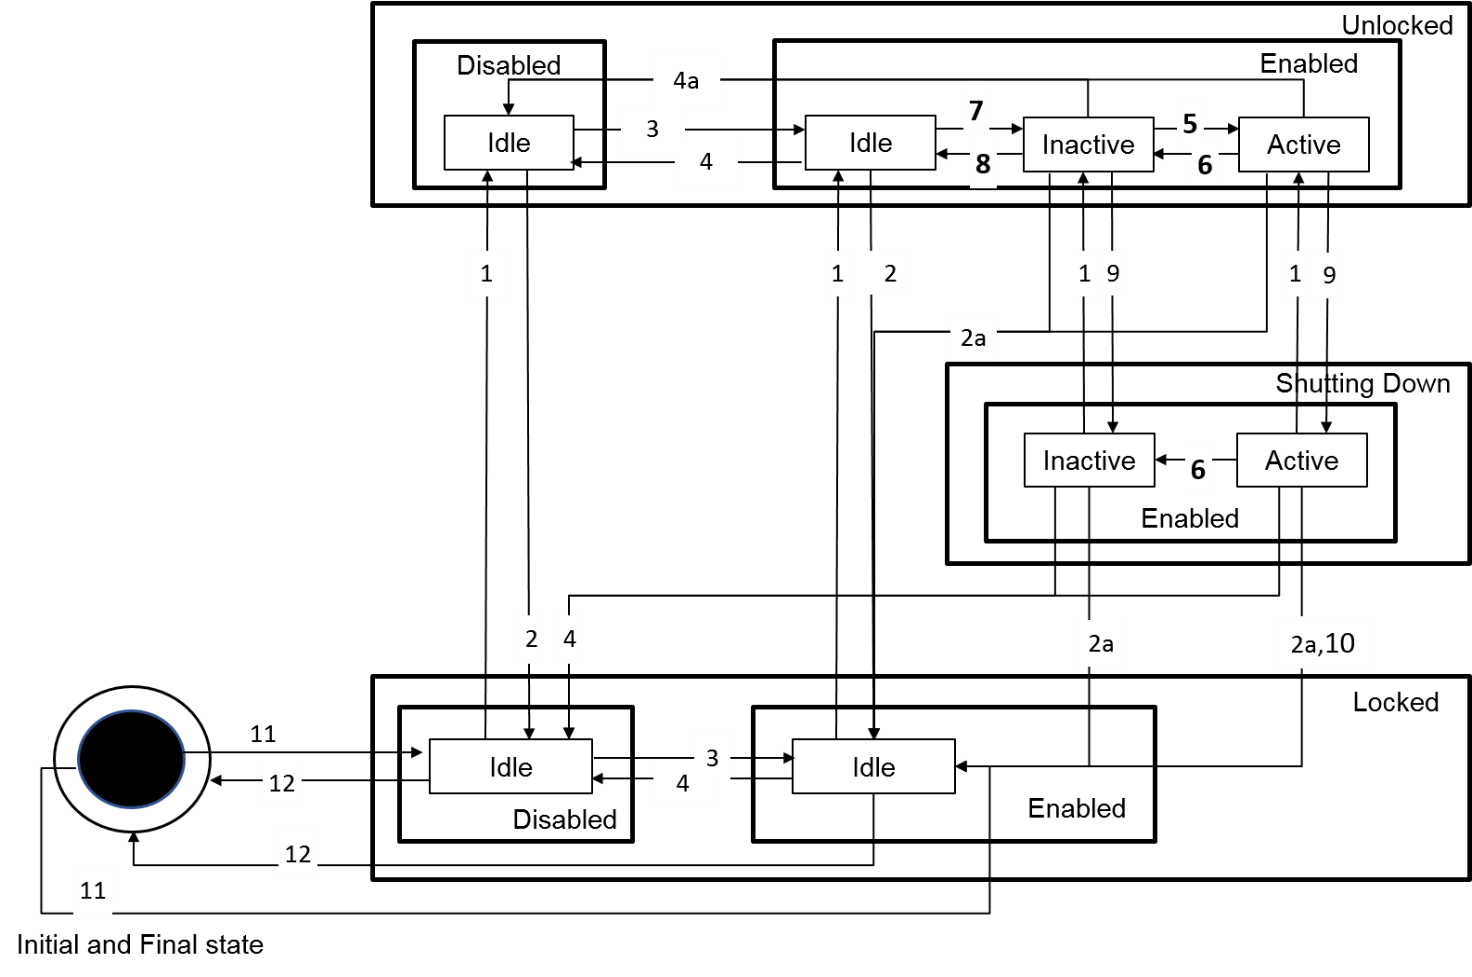 Unlocked
Disabled
Enabled
4a
3
4
Idle
Idle
7
8
Inactive
5
6
Active
1
1
2
1
9
1
9
2a
Shutting Down
Inactive
6
Active
Enabled
2
4
2a
2a,10
Locked
11
12
Idle
3
4
Idle
Disabled
Enabled
12
11
Initial and Final state